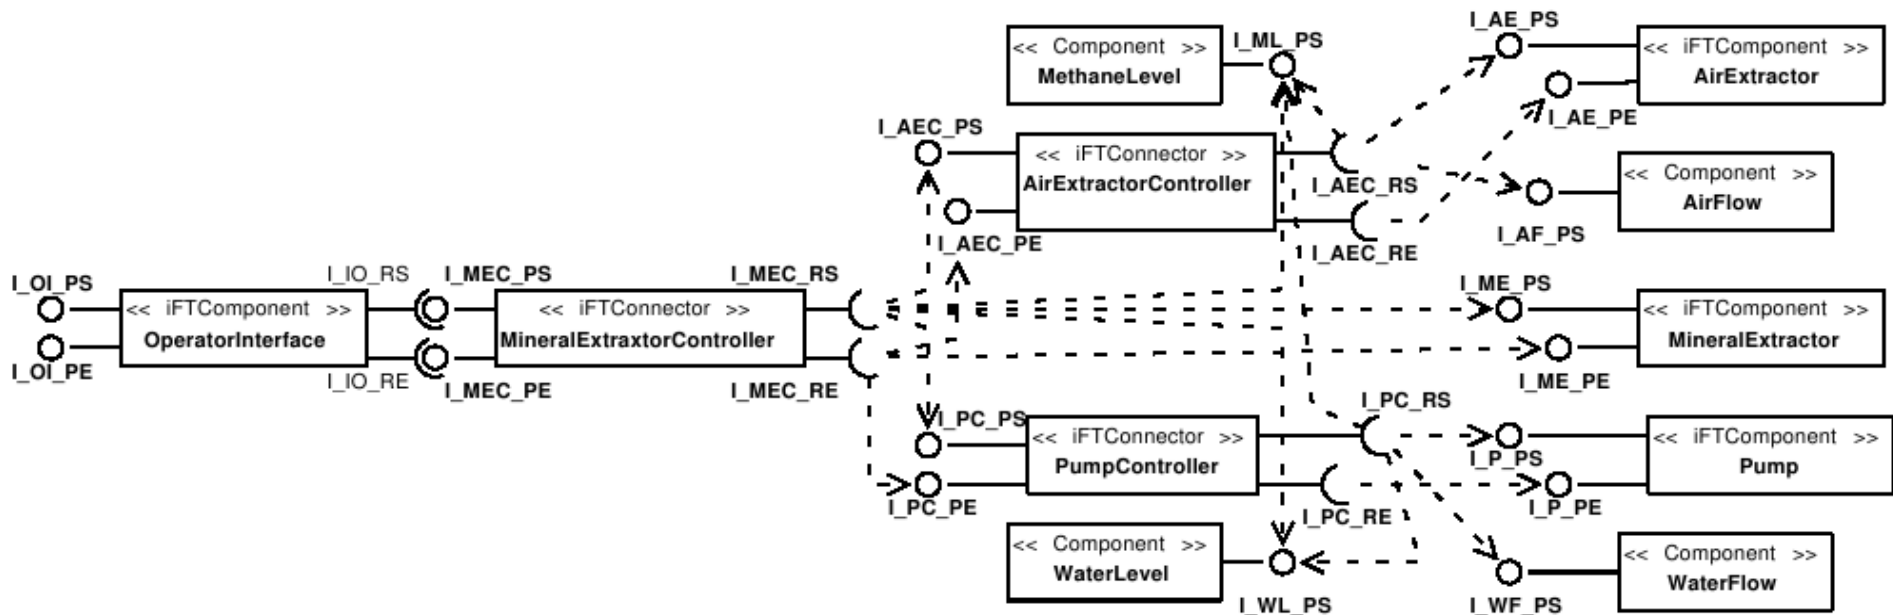 I_AE_PS
<< Component >>
MethaneLevel
I_ML_PS
<< iFTComponent >>
AirExtractor
I_AE_PE
I_AEC_PS
<< iFTConnector >>
AirExtractorController
I_AEC_RS
<< Component >>
AirFlow
I_AEC_PE
I_AEC_RE
I_AF_PS
I_OI_PS
<< iFTComponent >>
OperatorInterface
I_OI_PE
I_IO_RS
I_IO_RE
I_MEC_PS
<< iFTConnector >>
MineralExtraxtorController
I_MEC_PE
I_MEC_RS
I_MEC_RE
I_ME_PS
<< iFTComponent >>
MineralExtractor
I_ME_PE
I_PC_PS
<< iFTConnector >>
PumpController
I_PC_PE
I_PC_RS
I_PC_RE
I_P_PS
<< iFTComponent >>
Pump
I_P_PE
<< Component >>
WaterLevel
I_WL_PS
<< Component >>
WaterFlow
I_WF_PS